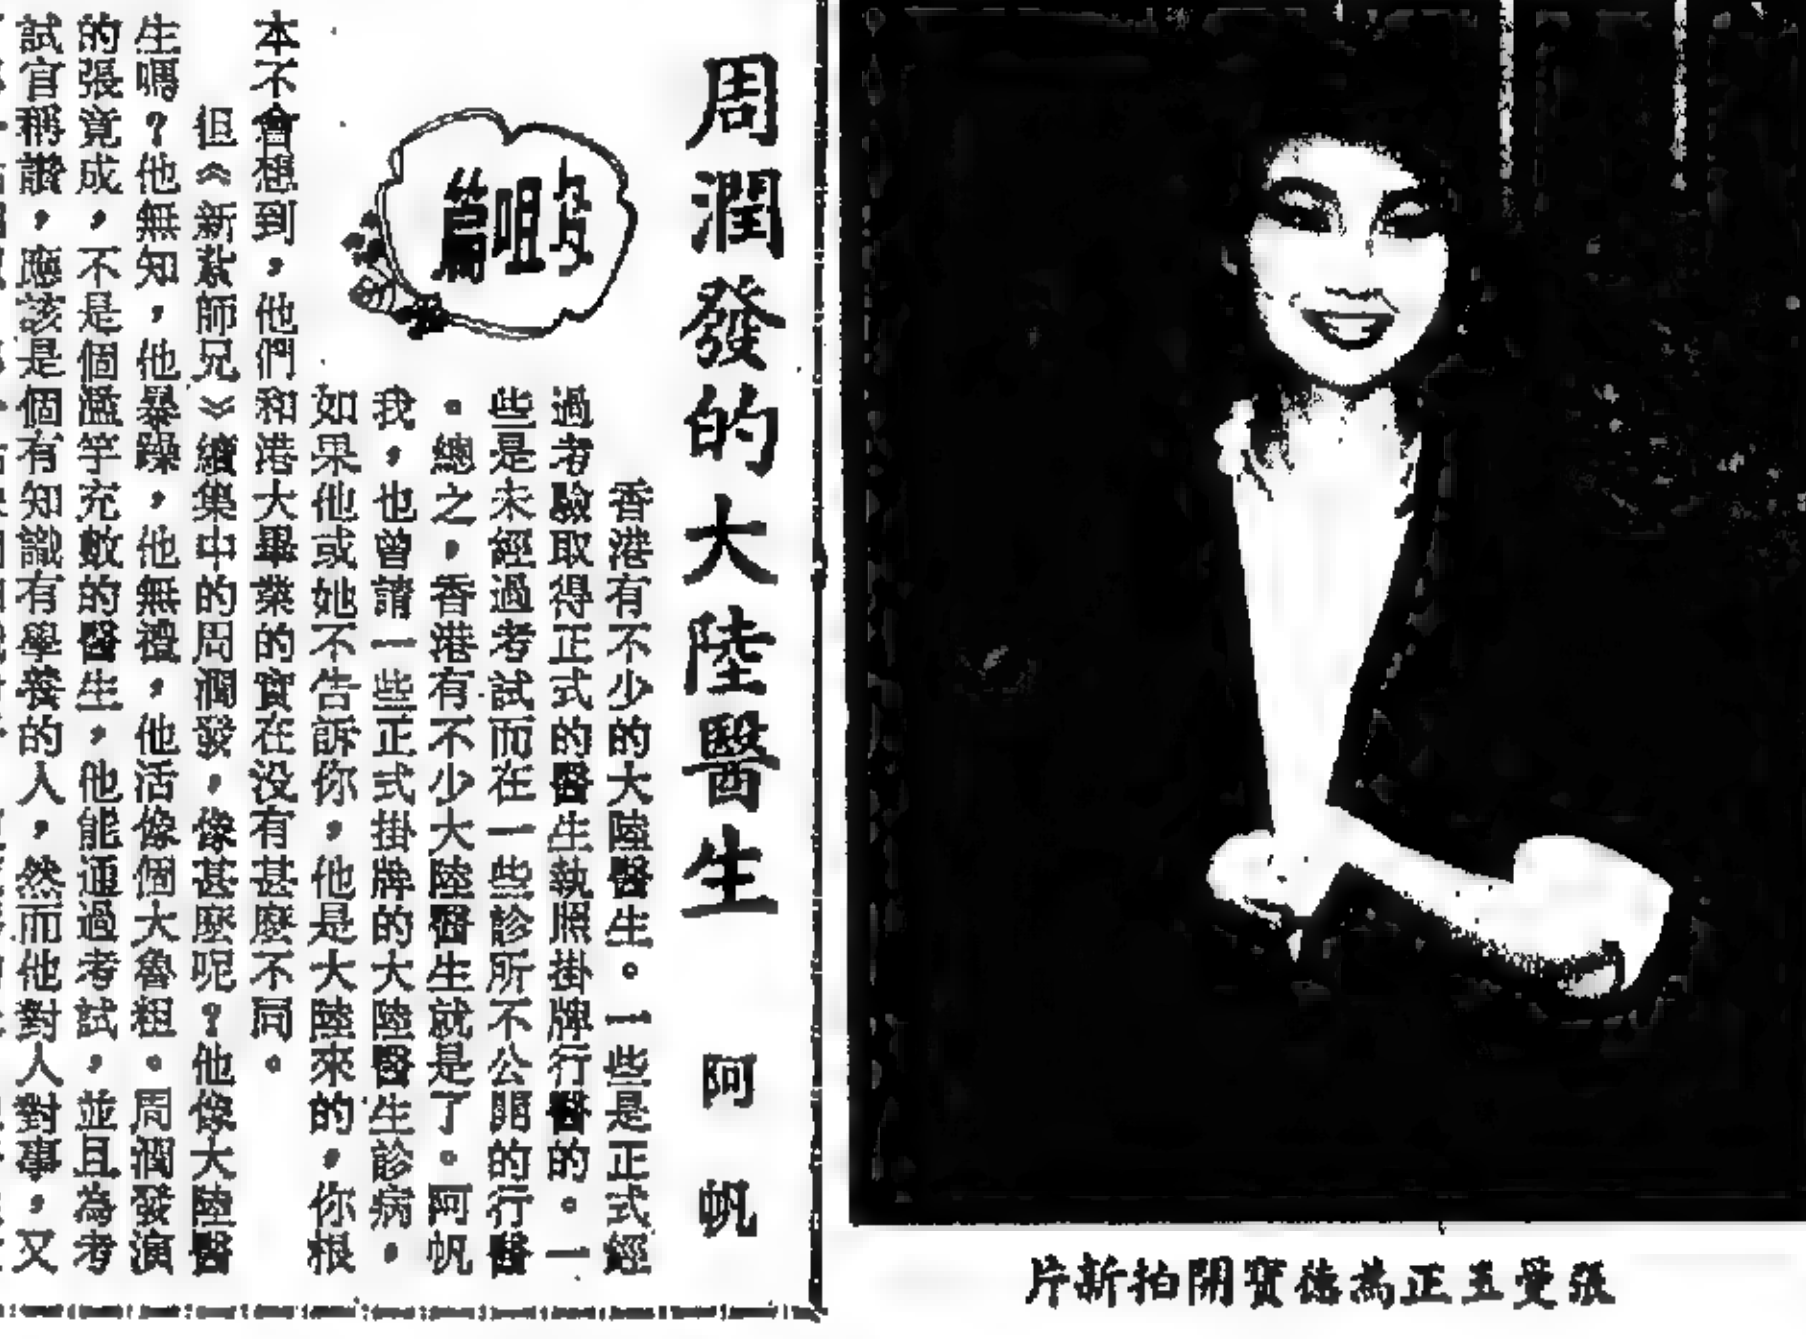 周潤發的大陸醫生
阿帆
咀篇
香港有不少的大陸醫生。一些是正式經
過考驗取得正式的醫生執照掛牌行醫的。一
些是未經過考試而在一些診所不公開的行醫
。總之,香港有不少大陸醫生就是了。阿帆
我,也曾請一些正式掛牌的大陸醫生診病,
如果他或她不告訴你,他是大陸來的,你根
本不會想到,他們和港大畢業的實在沒有甚麼不同。
但《新紮師兄》續集中的周潤發,像甚麼呢?他像大陸醫
生嗎?他無知,他暴躁,他無禮,他活像個大魯粗。周潤發演
的張竟成,不是個濫竽充數的醫生,他能通過考試,並且為考
試官稱讚,應該是個有知識有學養的人,然而他對人對事,又
張曼玉正為德寶開拍新片